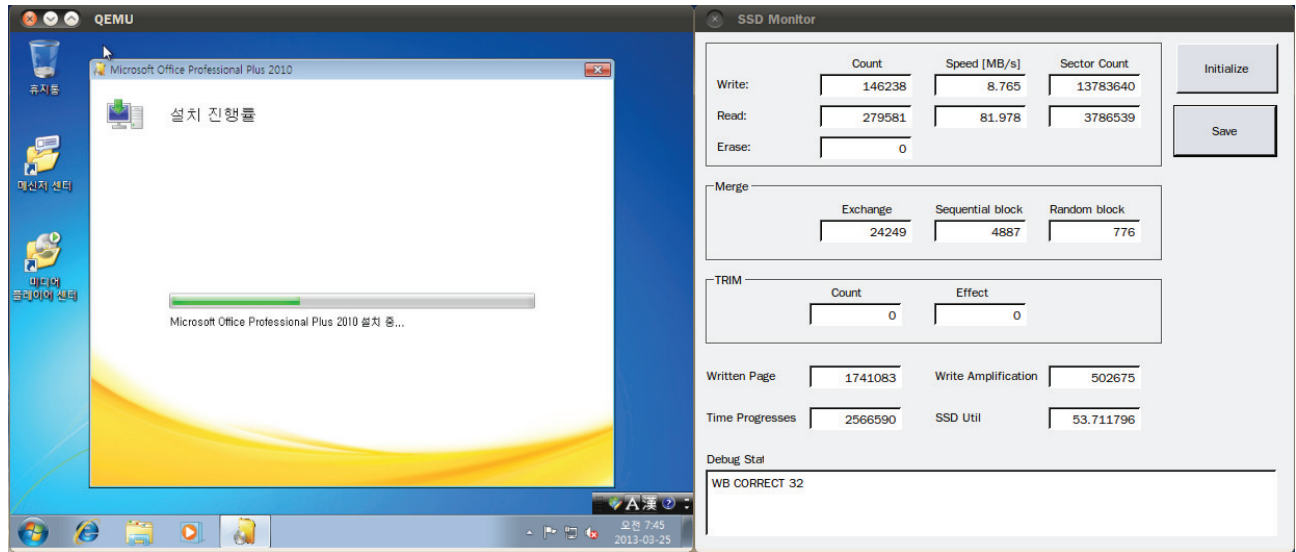 QEMU
휴지통
메신저 센터
미디어
플레이어 센터
Microsoft Office Professional Plus 2010
설치 진행률
Microsoft Office Professional Plus 2010 설치 중...
A 漢
오전 7:45
2013-03-25
SSD Monitor
Count Speed [MB/s] Sector Count
Write: 146238 8.765 13783640
Read: 279581 81.978 3786539
Erase: 0
Initialize
Save
Merge
Exchange Sequential block Random block
24249 4887 776
TRIM
Count Effect
0 0
Written Page 1741083 Write Amplification 502675
Time Progresses 2566590 SSD Util 53.711796
Debug Stat
WB CORRECT 32